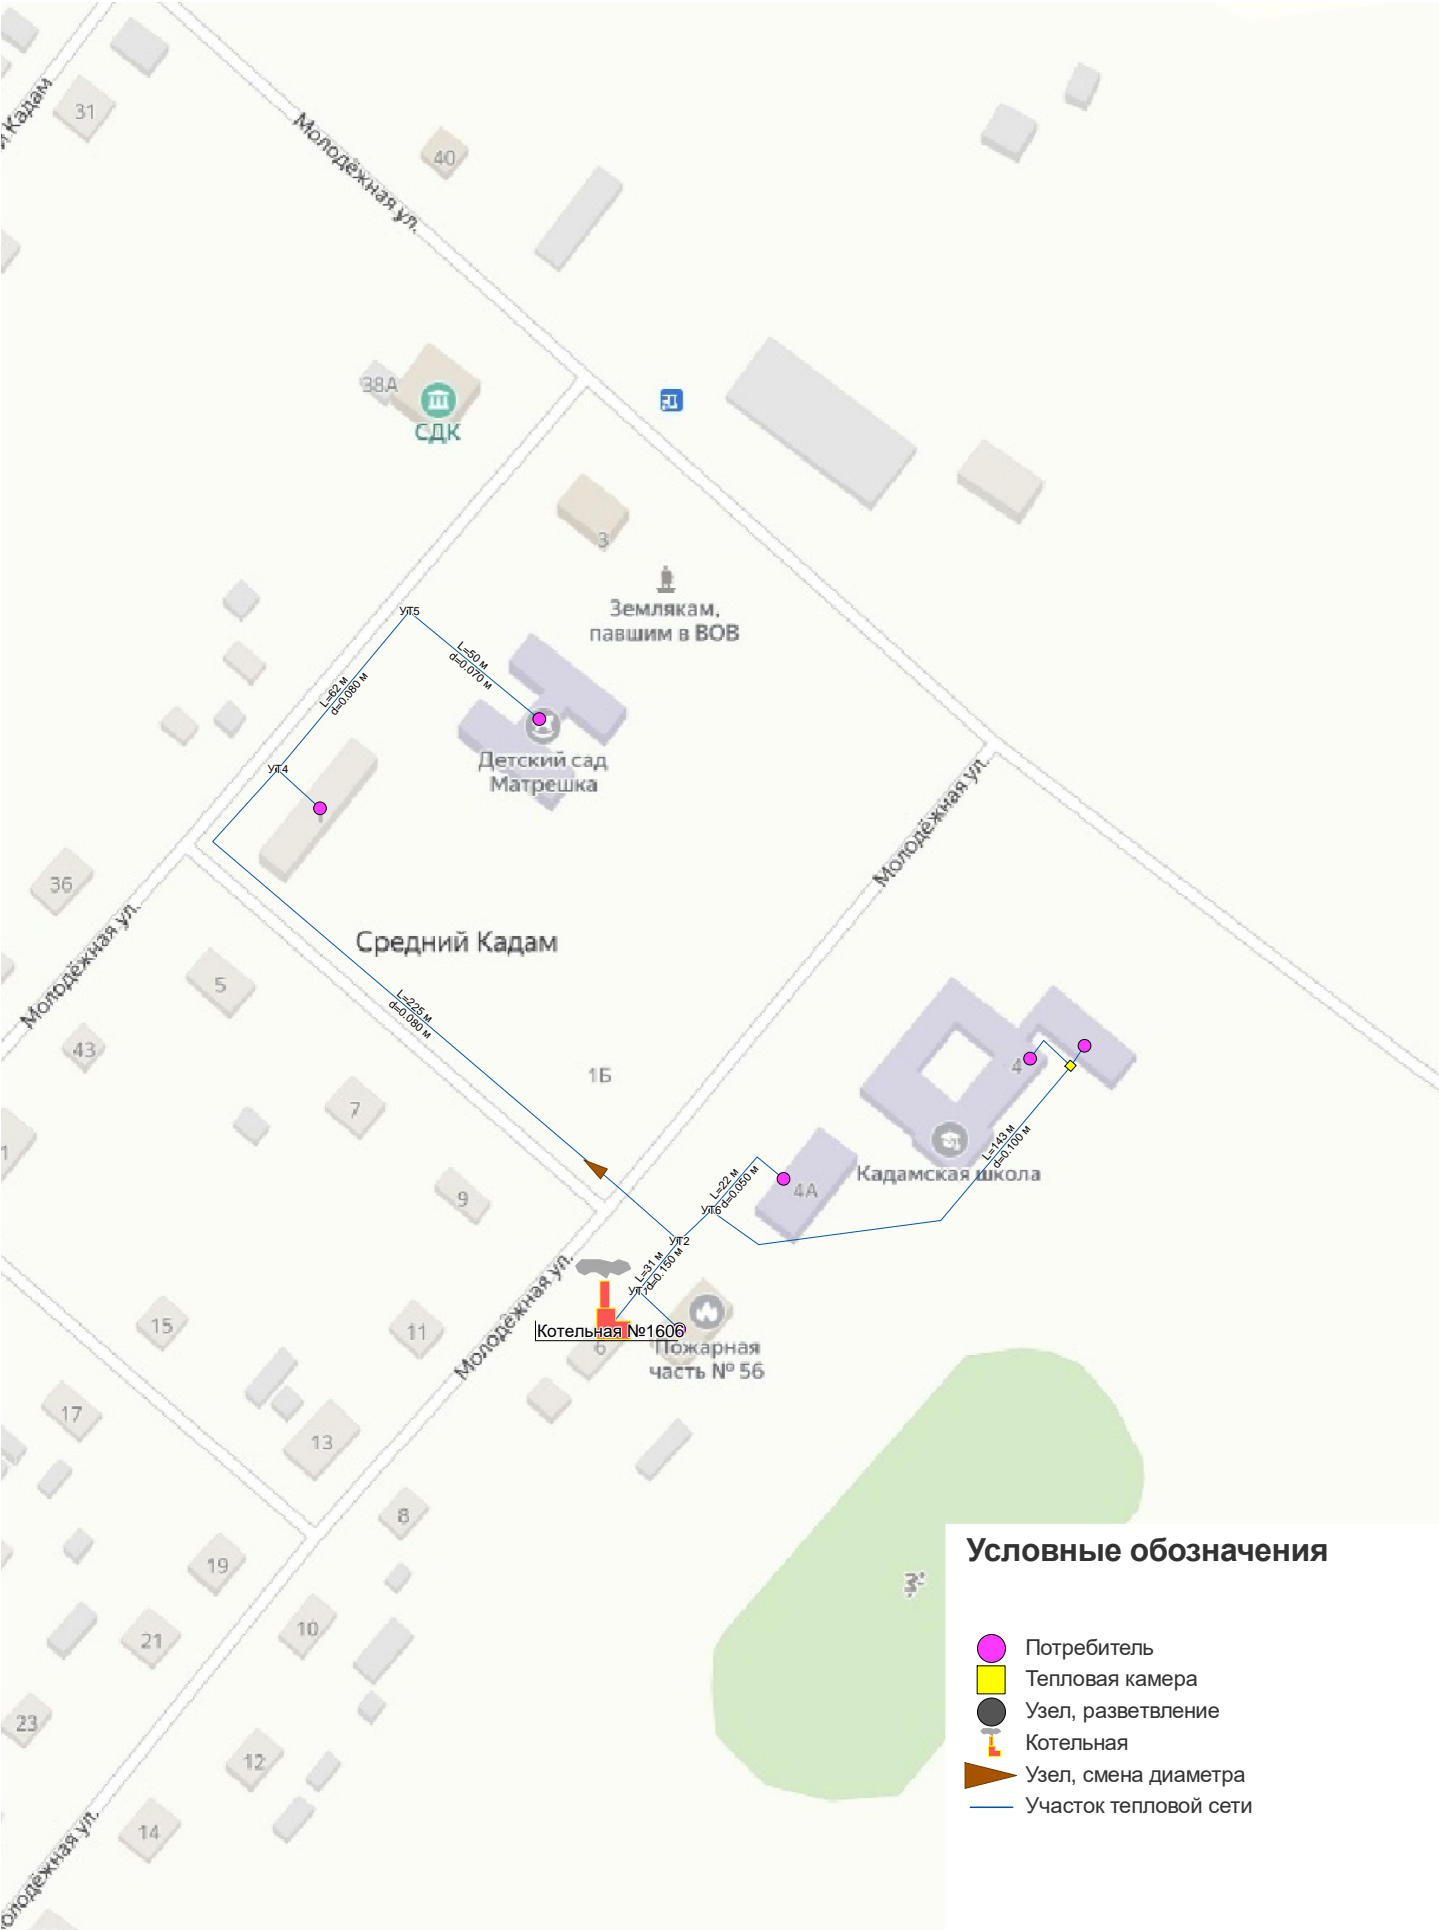 и Кадам
31
Молодёжная ул.
40
38А
СДК
3
Землякам,
павшим в ВОВ
УТ5
L=50 м
d=0.070 м
L=62 м
d=0.080 м
Детский сад
Матрешка
УТ4
Молодёжная ул.
36
Молодёжная ул.
Средний Кадам
5
L=225 м
d=0.080 м
43
1Б
4
7
1
L=143 м
d=0.100 м
Кадамская школа
L=22 м
d=0.050 м
4А
9
УТ6
УТ2
L=31 м
d=0.150 м
УТ1
Молодёжная ул.
15
11
Котельная №1606
6
Пожарная
часть № 56
17
13
8
19
Условные обозначения
10
21
Потребитель
Тепловая камера
Узел, разветвление
23
Котельная
12
Узел, смена диаметра
Участок тепловой сети
14
олодёжная ул.